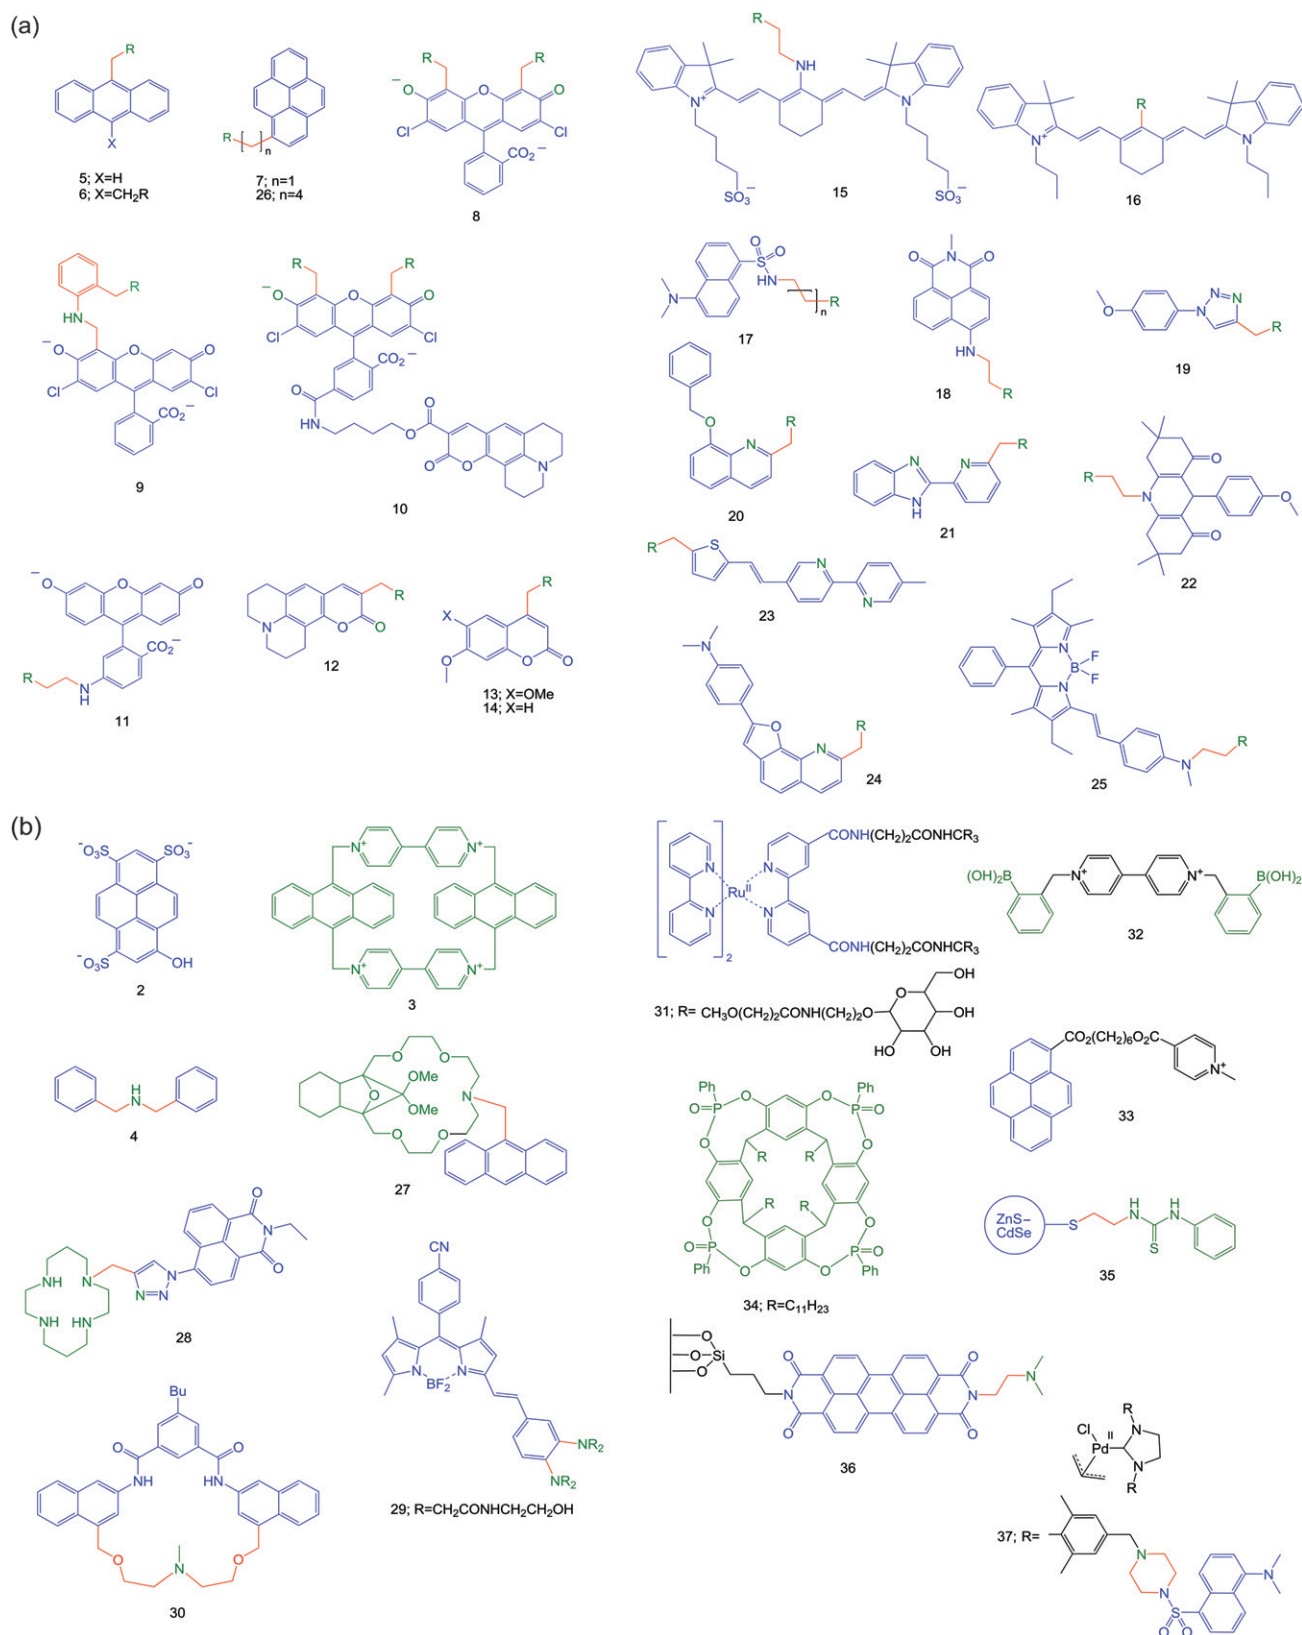 (a)
R
X
5; X=H
6; X=CH₂R
R
n
7; n=1
26; n=4
R
R
⁻O
O
O
Cl
Cl
CO₂⁻
8
R
NH
N⁺
N
SO₃⁻
SO₃⁻
15
R
N⁺
N
16
R
HN
⁻O
O
O
Cl
Cl
CO₂⁻
9
R
R
⁻O
O
O
Cl
Cl
CO₂⁻
O
HN
O
O
O
O
N
10
O
O
S
N
HN
R
n
17
N
O
O
HN
R
18
O
N
N
N
R
19
O
N
R
20
N
N
H
N
R
21
O
R
N
O
O
22
⁻O
O
O
CO₂⁻
R
N
H
11
N
O
O
R
12
R
X
O
O
O
13; X=OMe
14; X=H
R
S
N
N
23
N
O
N
R
24
N
B
F
F
N
N
R
25
(b)
⁻O₃S
SO₃⁻
⁻O₃S
OH
2
N⁺
N⁺
N⁺
N⁺
3
N
N
Ru
II
N
N
2
CONH(CH₂)₂CONHCR₃
CONH(CH₂)₂CONHCR₃
31; R= CH₃O(CH₂)₂CONH(CH₂)₂O
O
OH
OH
OH
HO
(OH)₂B
N⁺
N⁺
B(OH)₂
32
H
N
4
O
O
O
O
O
OMe
OMe
N
27
CO₂(CH₂)₆O₂C
N⁺
33
Ph
Ph
O
P
O
O
P
O
O
O
R
R
R
R
O
O
O
P
O
O
P
O
Ph
Ph
34; R=C₁₁H₂₃
ZnS–
CdSe
S
H
N
H
N
S
35
NH
N
NH
HN
N
N
N
O
N
O
28
CN
N
N
BF₂
NR₂
NR₂
29; R=CH₂CONHCH₂CH₂OH
Bu
O
O
NH
HN
O
O
N
30
O
O
O
Si
O
O
N
N
O
O
N
36
R
Cl
II
Pd
N
N
R
37; R=
N
N
S
O
O
N